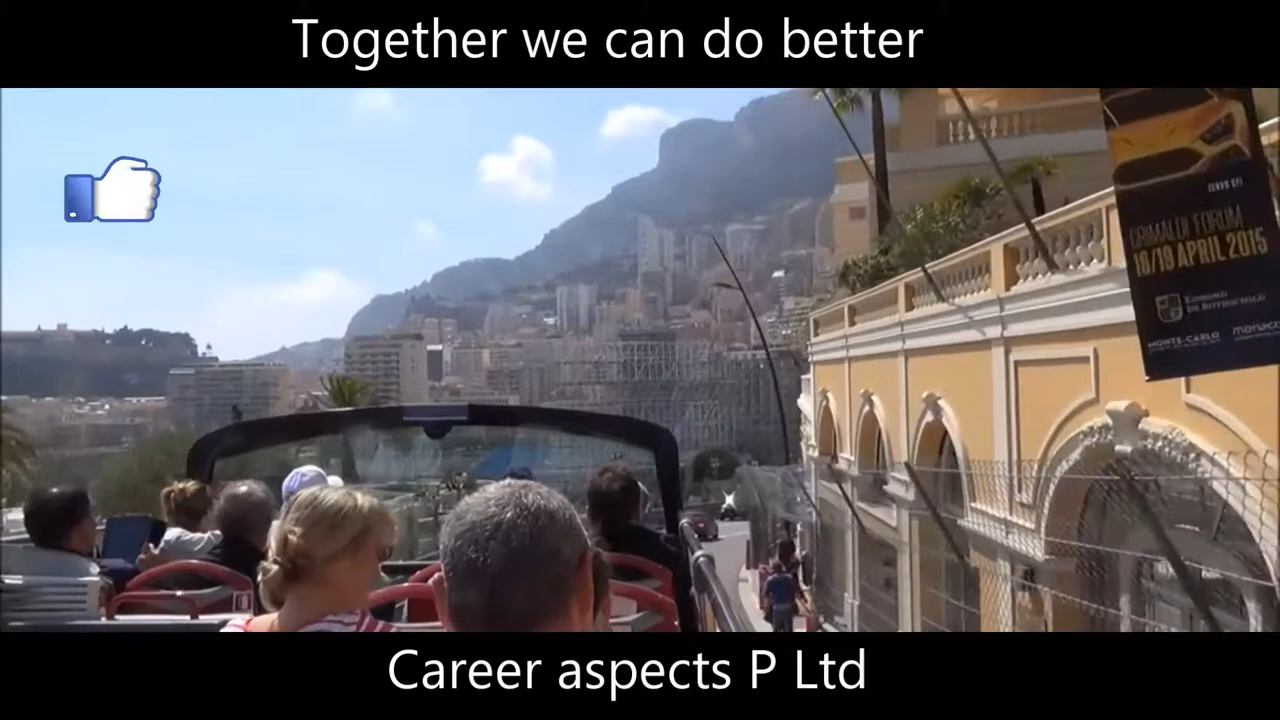 Together we can do better
GRIMALDI FORUM
18/19 APRIL 2015
MONTE-CARLO
Career aspects P Ltd